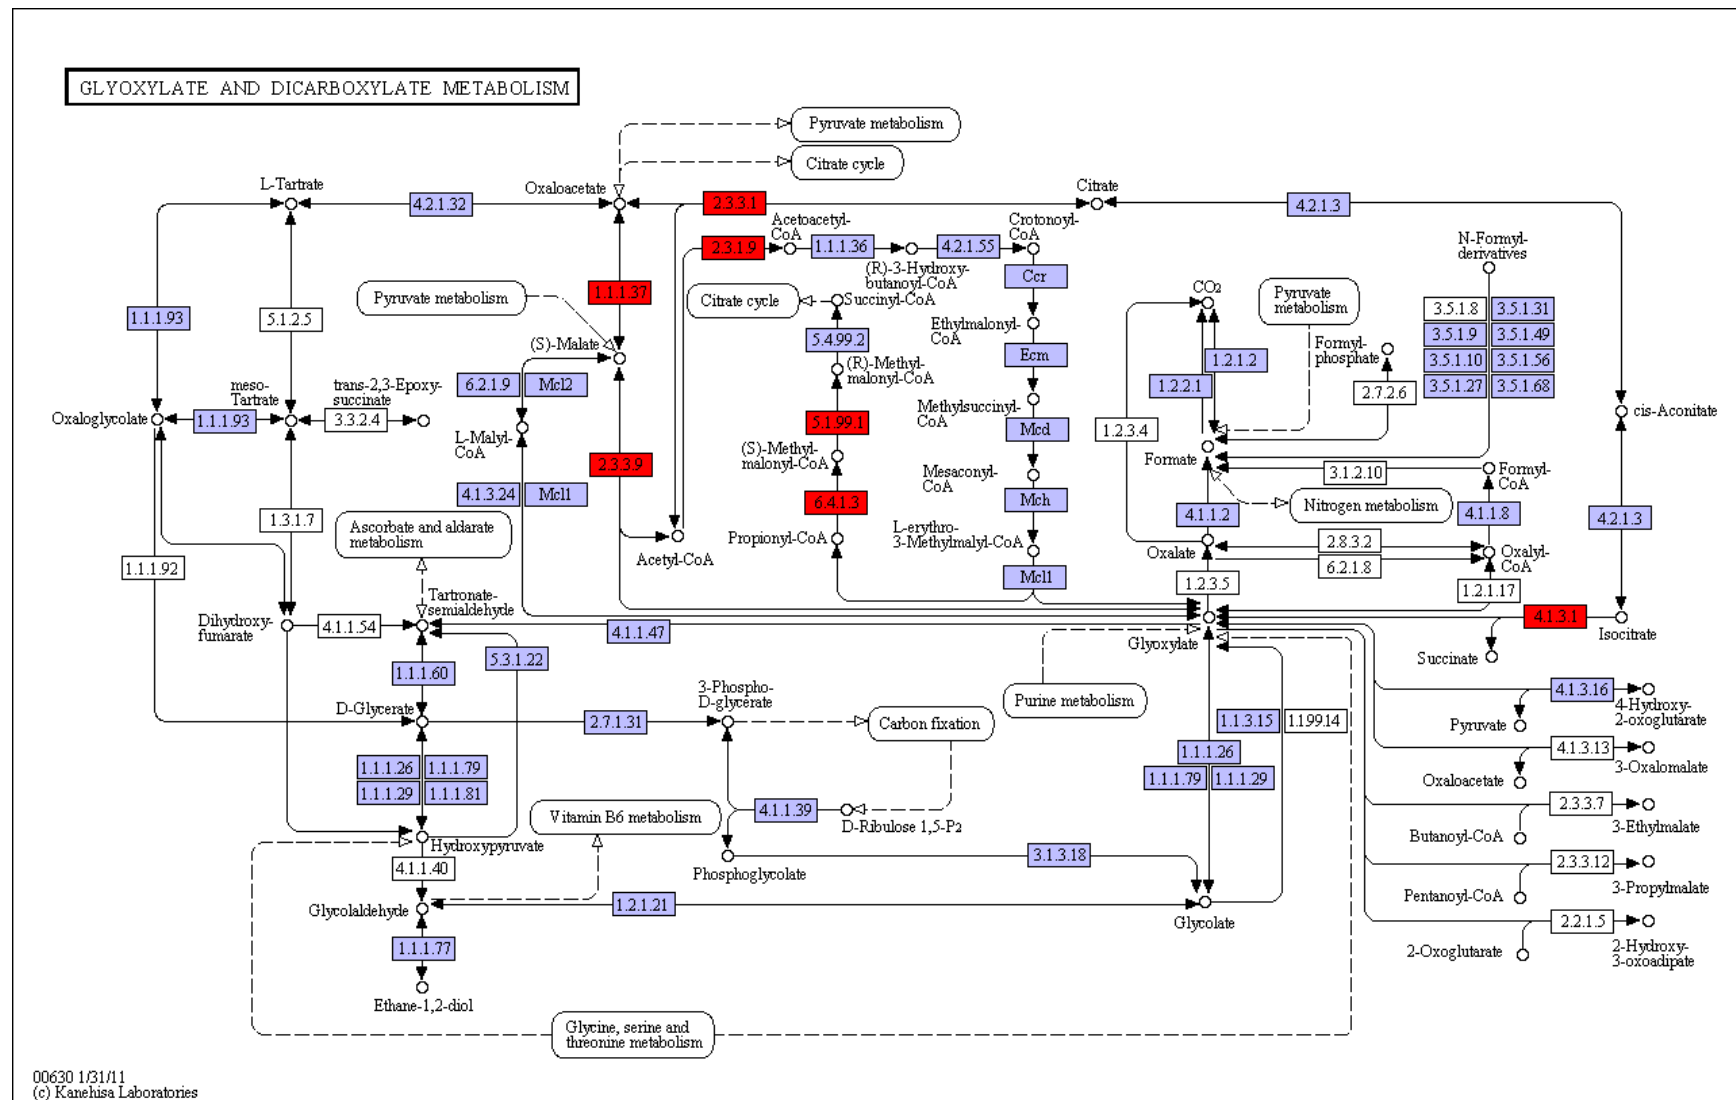 GLYOXYLATE AND DICARBOXYLATE METABOLISM
Pyruvate metabolism
Citrate cycle
L-Tartrate
4.2.1.32
Oxaloacetate
2.3.3.1
Citrate
4.2.1.3
2.3.1.9
Acetoacetyl-
CoA
1.1.1.36
4.2.1.55
Crotonoyl-
CoA
(R)-3-Hydroxy-
butanoyl-CoA
Ccr
N-Formyl-
derivatives
Pyruvate metabolism
1.1.1.37
Citrate cycle
Succinyl-CoA
CO2
Pyruvate
metabolism
3.5.1.8
3.5.1.31
3.5.1.9
3.5.1.49
3.5.1.10
3.5.1.56
3.5.1.27
3.5.1.68
1.1.1.93
5.1.2.5
(S)-Malate
5.4.99.2
Ethylmalonyl-
CoA
Ecm
1.2.1.2
Formyl-
phosphate
(R)-Methyl-
malonyl-CoA
meso-
Tartrate
trans-2,3-Epoxy-
succinate
6.2.1.9
Mcl2
1.2.2.1
2.7.2.6
Oxaloglycolate
1.1.1.93
3.3.2.4
5.1.99.1
Methylsuccinyl-
CoA
Mcd
1.2.3.4
cis-Aconitate
L-Malyl-
CoA
2.3.3.9
(S)-Methyl-
malonyl-CoA
Mesaconyl-
CoA
Formate
3.1.2.10
Formyl-
CoA
4.1.3.24
Mcl1
6.4.1.3
Mch
Nitrogen metabolism
1.3.1.7
Ascorbate and aldarate
metabolism
4.1.1.2
4.1.1.8
4.2.1.3
Acetyl-CoA
Propionyl-CoA
L-erythro-
3-Methylmalyl-CoA
Oxalate
2.8.3.2
6.2.1.8
Oxalyl-
CoA
1.1.1.92
Mcl1
1.2.3.5
1.2.1.17
Dihydroxy-
fumarate
4.1.1.54
Tartronate-
semialdehyde
4.1.1.47
Glyoxylate
4.1.3.1
Isocitrate
Succinate
1.1.1.60
5.3.1.22
D-Glycerate
2.7.1.31
3-Phospho-
D-glycerate
Carbon fixation
Purine metabolism
4.1.3.16
4-Hydroxy-
2-oxoglutarate
Pyruvate
1.1.3.15
1.1.99.14
1.1.1.26
1.1.1.79
1.1.1.29
4.1.3.13
3-Oxalomalate
Oxaloacetate
1.1.1.26
1.1.1.79
1.1.1.29
1.1.1.81
Vitamin B6 metabolism
4.1.1.39
D-Ribulose 1,5-P2
2.3.3.7
3-Ethylmalate
Butanoyl-CoA
Hydroxypyruvate
4.1.1.40
Phosphoglycolate
3.1.3.18
2.3.3.12
3-Propylmalate
Pentanoyl-CoA
Glycolaldehyde
1.2.1.21
Glycolate
2.2.1.5
2-Hydroxy-
3-oxoadipate
2-Oxoglutarate
1.1.1.77
Ethane-1,2-diol
Glycine, serine and
threonine metabolism
00630 1/31/11
(c) Kanehisa Laboratories